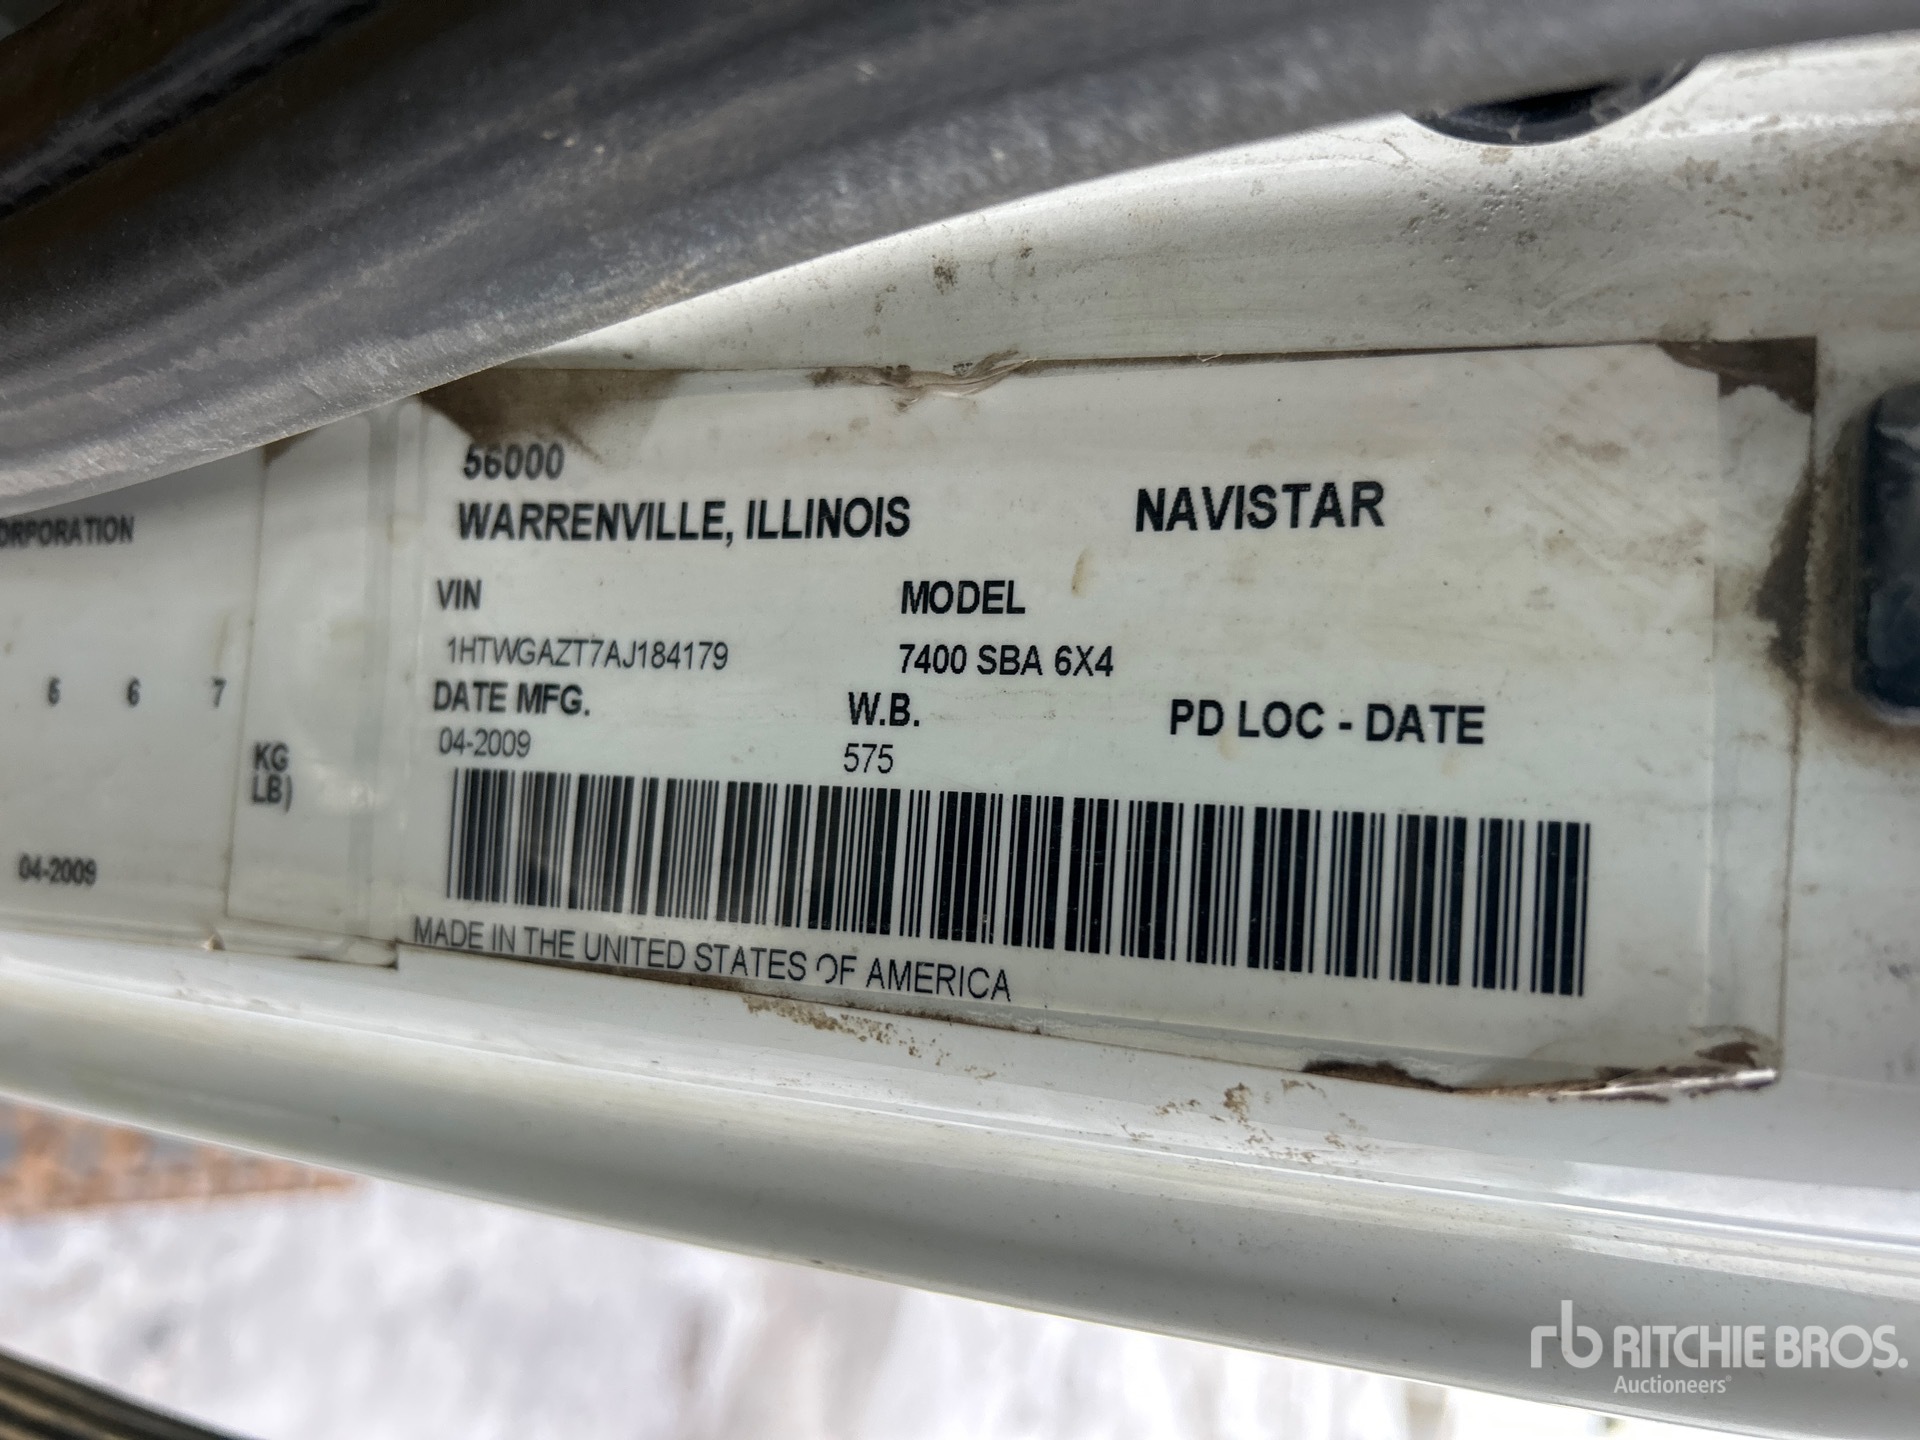 ORPORATION
6 6 7
KG
LB)
04-2009
56000
WARRENVILLE, ILLINOIS
NAVISTAR
VIN
MODEL
1HTWGAZT7AJ184179
7400 SBA 6X4
DATE MFG.
W.B.
PD LOC - DATE
04-2009
575
MADE IN THE UNITED STATES OF AMERICA
rb RITCHIE BROS.
Auctioneers